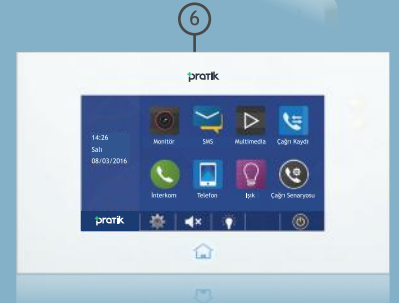 6
pratik
14:26
Salı
08/03/2016
Monitör
SMS
Multimedia
Çağrı Kaydı
İnterkom
Telefon
Işık
Çağrı Senaryosu
pratik